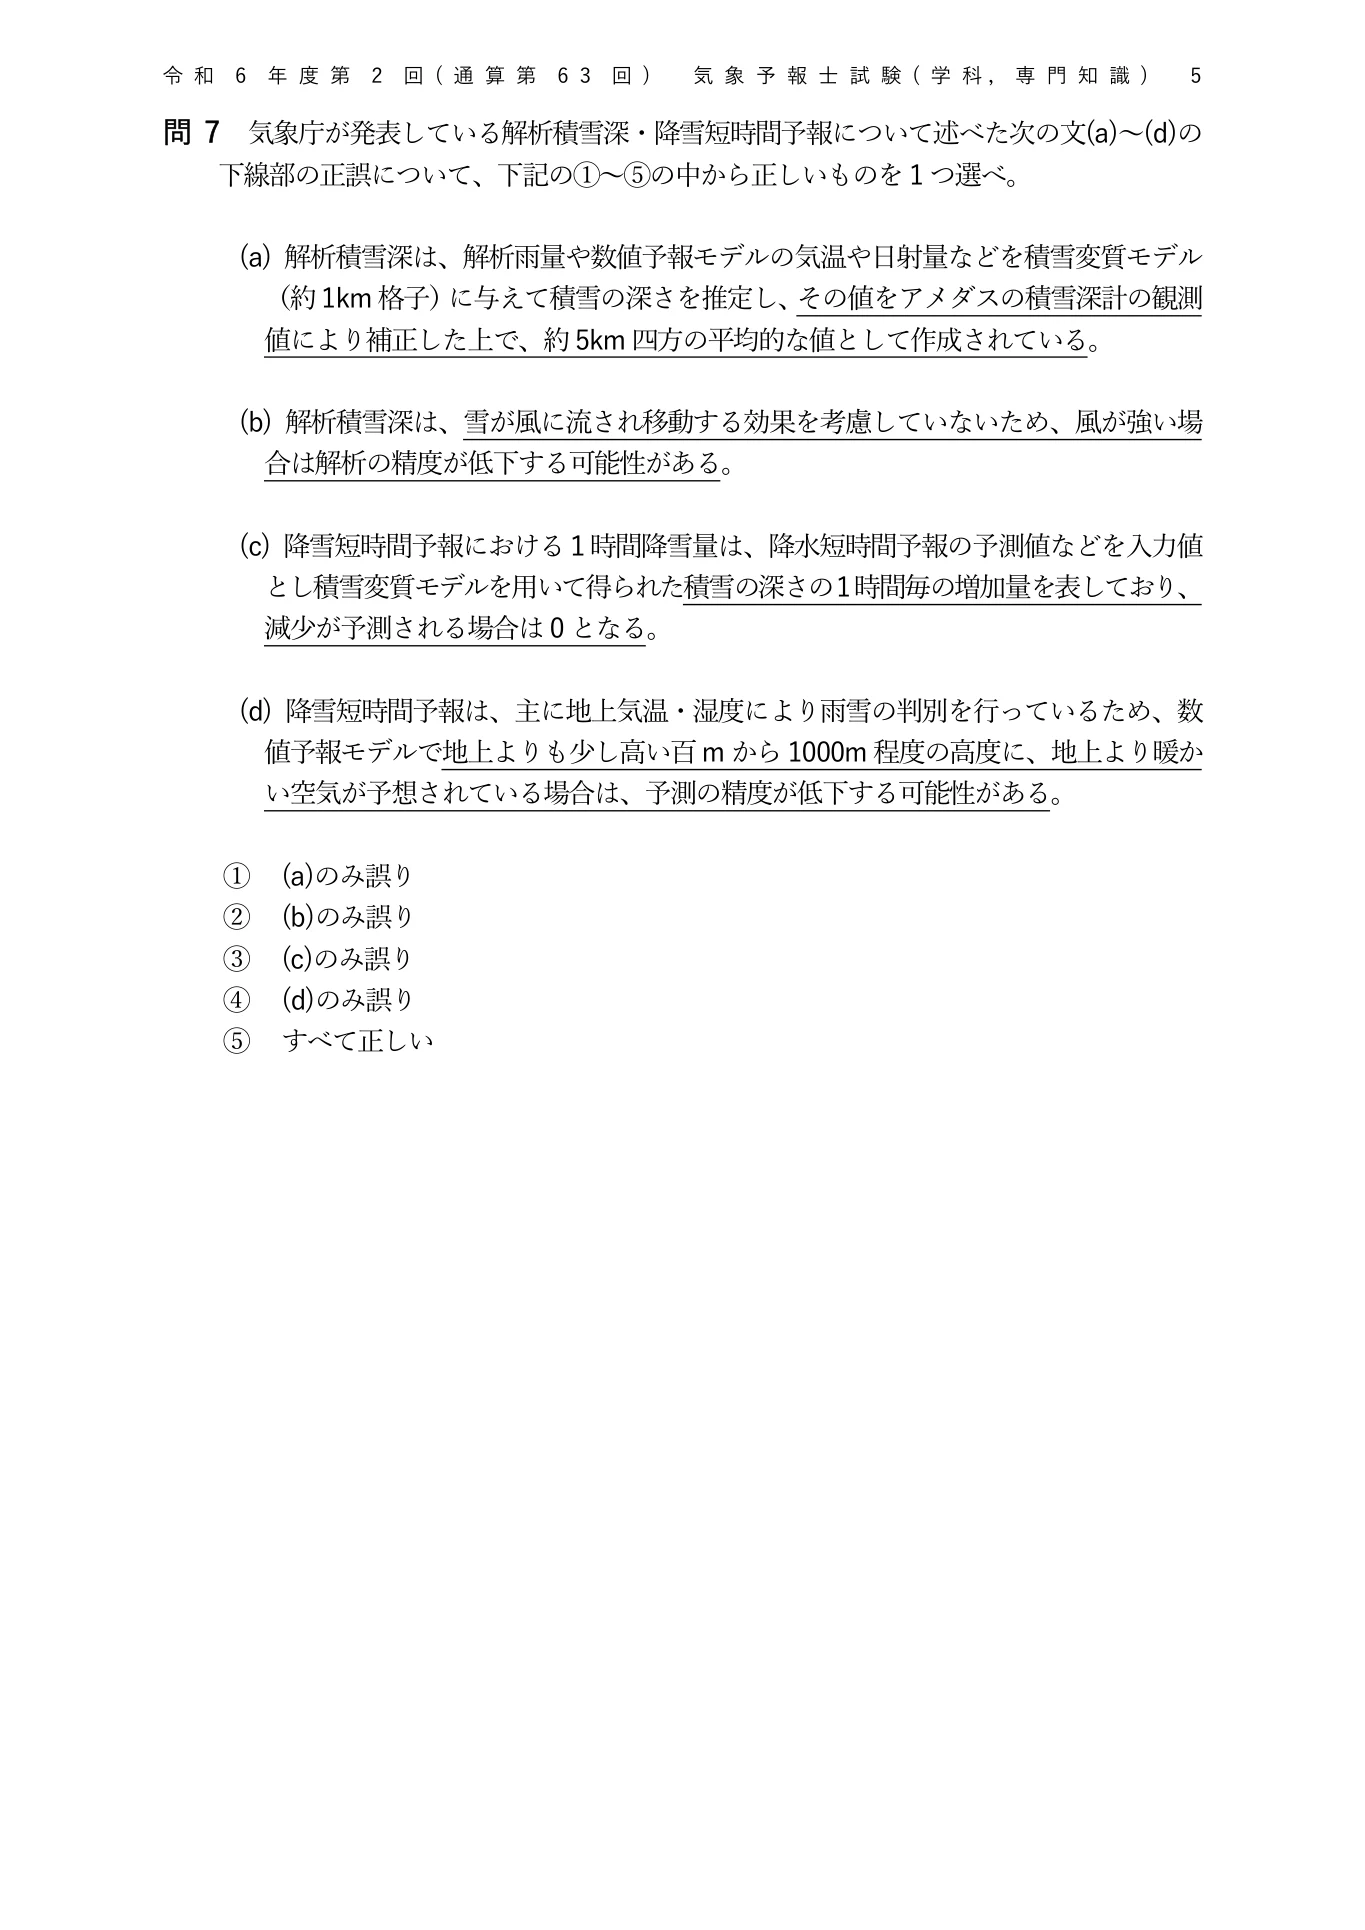 令和 6 年度第 2 回(通算第 63 回) 気象予報士試験(学科, 専門知識) 5
問 7 気象庁が発表している解析積雪深・降雪短時間予報について述べた次の文(a)〜(d)の
下線部の正誤について、下記の①〜⑤の中から正しいものを 1 つ選べ。
(a) 解析積雪深は、解析雨量や数値予報モデルの気温や日射量などを積雪変質モデル
（約 1km 格子）に与えて積雪の深さを推定し、その値をアメダスの積雪深計の観測
値により補正した上で、約 5km 四方の平均的な値として作成されている。
(b) 解析積雪深は、雪が風に流され移動する効果を考慮していないため、風が強い場
合は解析の精度が低下する可能性がある。
(c) 降雪短時間予報における 1 時間降雪量は、降水短時間予報の予測値などを入力値
とし積雪変質モデルを用いて得られた積雪の深さの 1 時間毎の増加量を表しており、
減少が予測される場合は 0 となる。
(d) 降雪短時間予報は、主に地上気温・湿度により雨雪の判別を行っているため、数
値予報モデルで地上よりも少し高い百 m から 1000m 程度の高度に、地上より暖か
い空気が予想されている場合は、予測の精度が低下する可能性がある。
① (a)のみ誤り
② (b)のみ誤り
③ (c)のみ誤り
④ (d)のみ誤り
⑤ すべて正しい